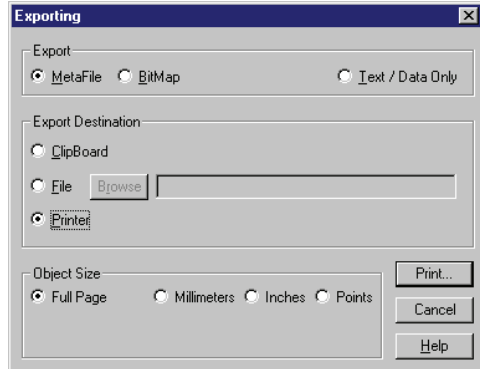 Exporting
Export
MetaFile BitMap Text / Data Only
Export Destination
ClipBoard
File Browse
Printer
Object Size
Full Page Millimeters Inches Points
Print...
Cancel
Help